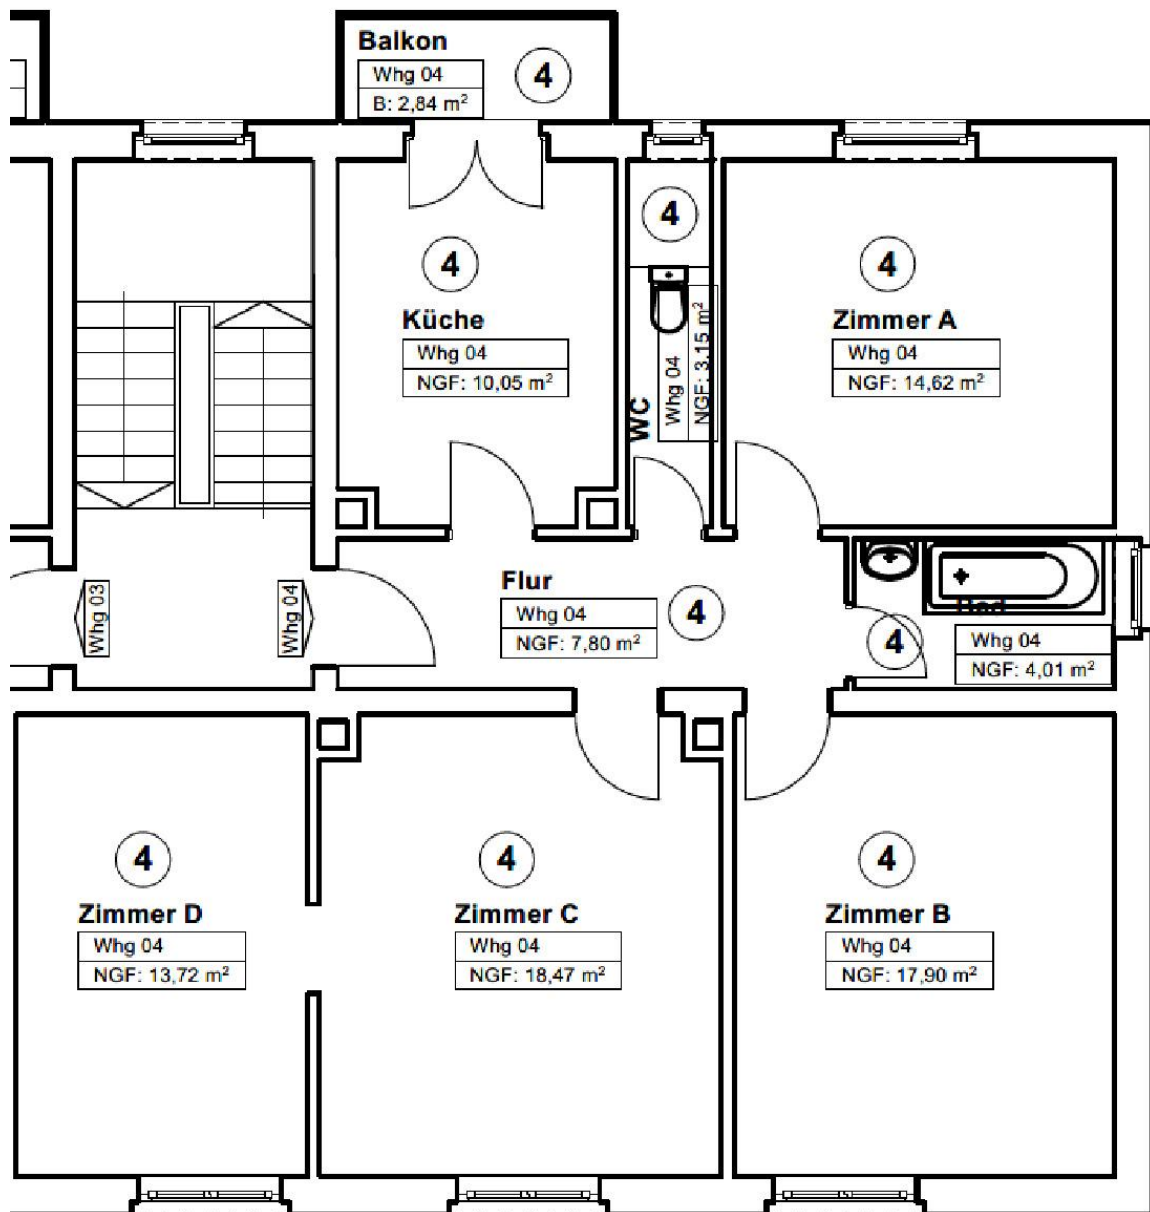 Balkon
Whg 04
B: 2,84 m²
4
4
Küche
Whg 04
NGF: 10,05 m²
4
WC
Whg 04
NGF: 3,15 m²
4
Zimmer A
Whg 04
NGF: 14,62 m²
Whg 03
Whg 04
Flur
Whg 04
NGF: 7,80 m²
4
4
Bad
Whg 04
NGF: 4,01 m²
4
Zimmer D
Whg 04
NGF: 13,72 m²
4
Zimmer C
Whg 04
NGF: 18,47 m²
4
Zimmer B
Whg 04
NGF: 17,90 m²